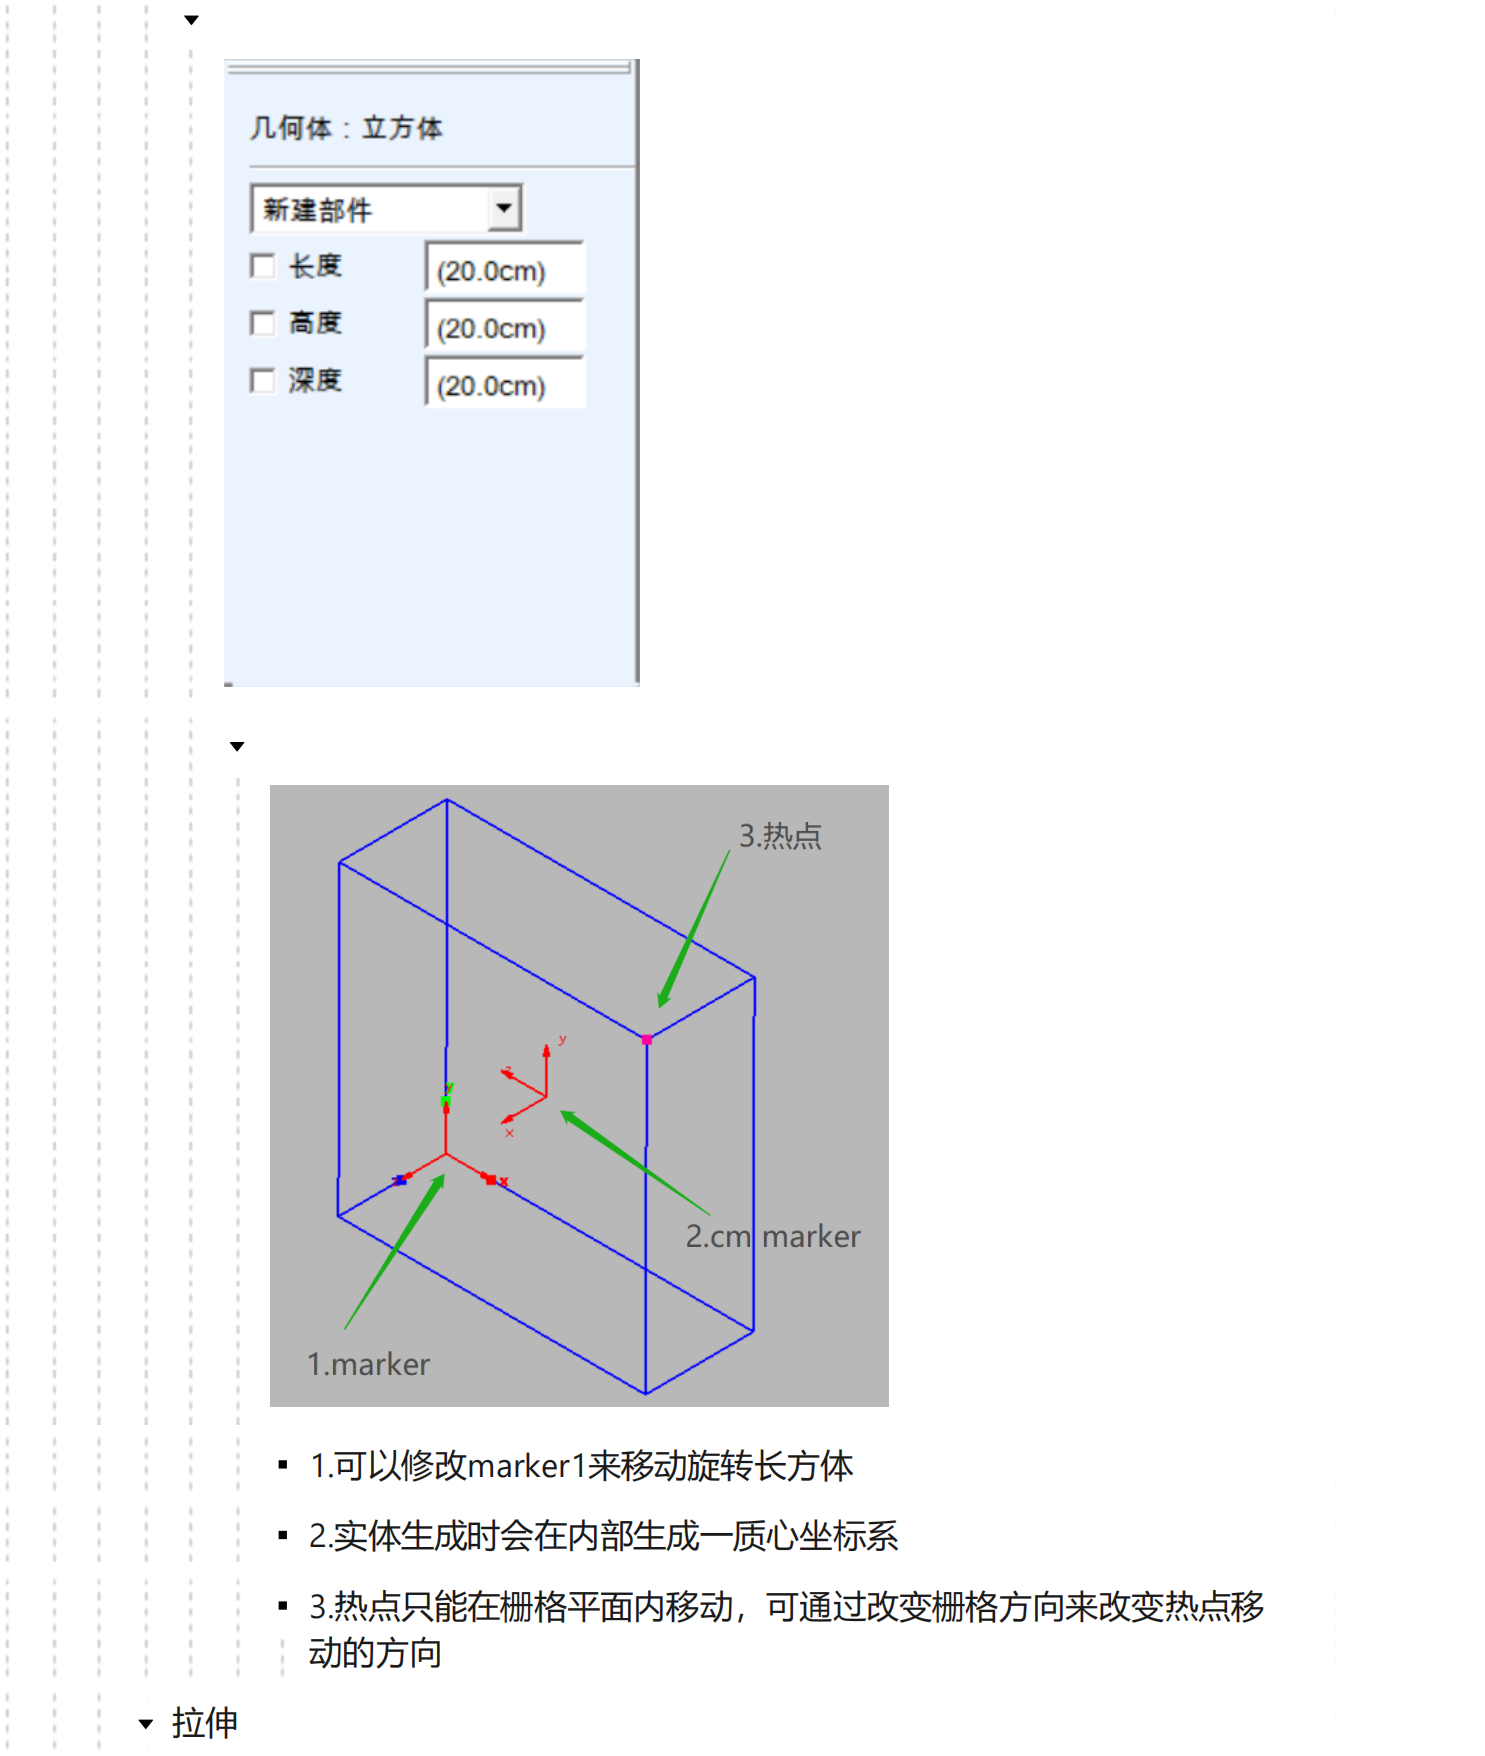 几何体：立方体
新建部件
长度 (20.0cm)
高度 (20.0cm)
深度 (20.0cm)
3.热点
y
z
x
y
z x
2.cm marker
1.marker
1.可以修改marker1来移动旋转长方体
2.实体生成时会在内部生成一质心坐标系
3.热点只能在栅格平面内移动，可通过改变栅格方向来改变热点移
动的方向
拉伸